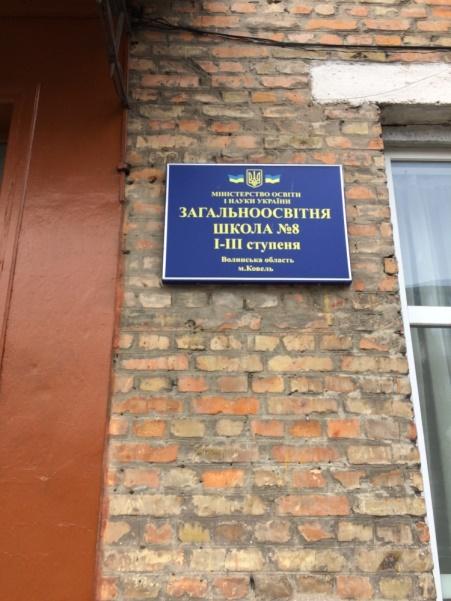 МІНІСТЕРСТВО ОСВІТИ
І НАУКИ УКРАЇНИ
ЗАГАЛЬНООСВІТНЯ
ШКОЛА №8
І-ІІІ ступеня
Волинська область
м.Ковель